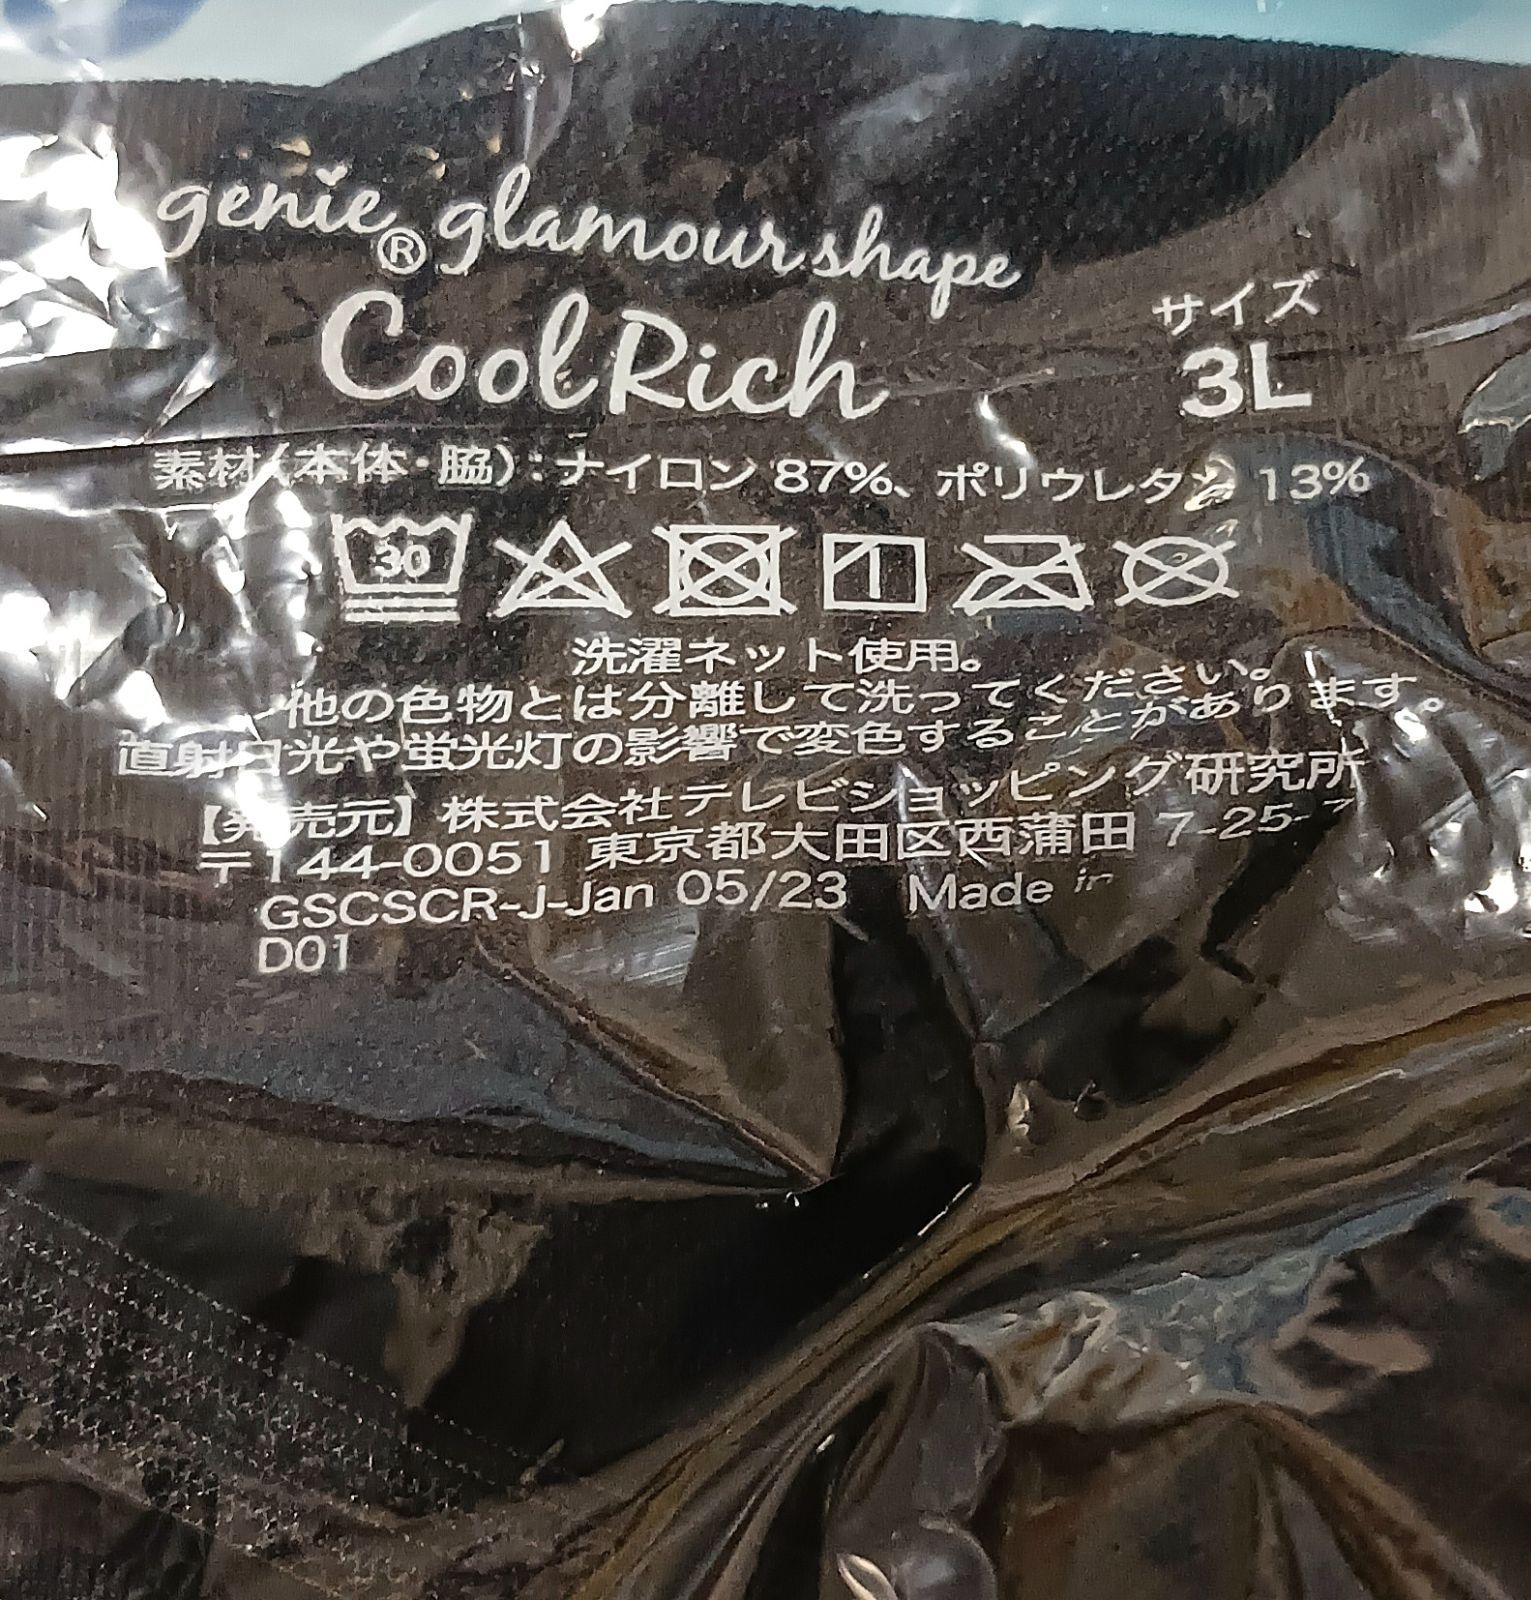 genie® glamourshape
CoolRich
サイズ
3L
素材(本体・脇):ナイロン 87%、ポリウレタン 13%
30
洗濯ネット使用。
他の色物とは分離して洗ってください。
直射日光や蛍光灯の影響で変色することがあります。
【発売元】株式会社テレビショッピング研究所
〒144-0051 東京都大田区西蒲田 7-25-7
GSCSCR-J-Jan 05/23 Made in
D01